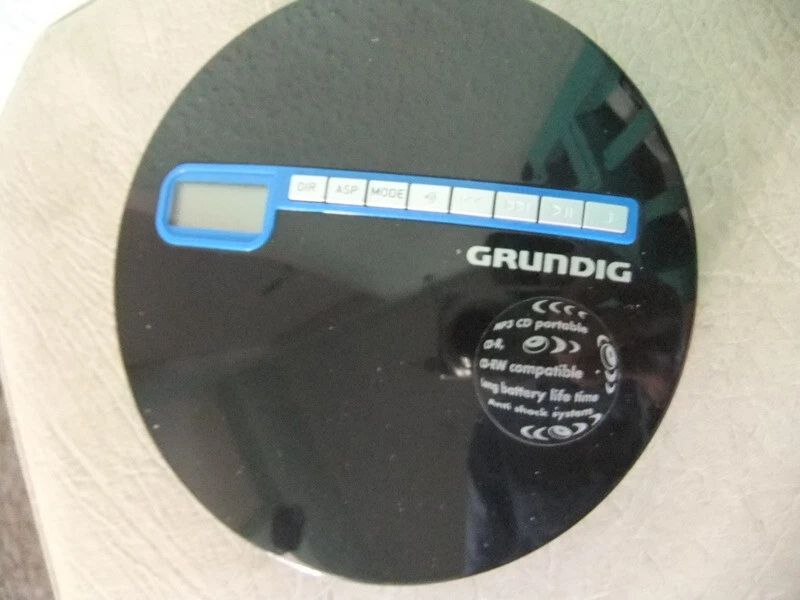 DIR ASP MODE
GRUNDIG
MP3 CD portable
CD-R,
CD-RW compatible
long battery life time
Anti shock system